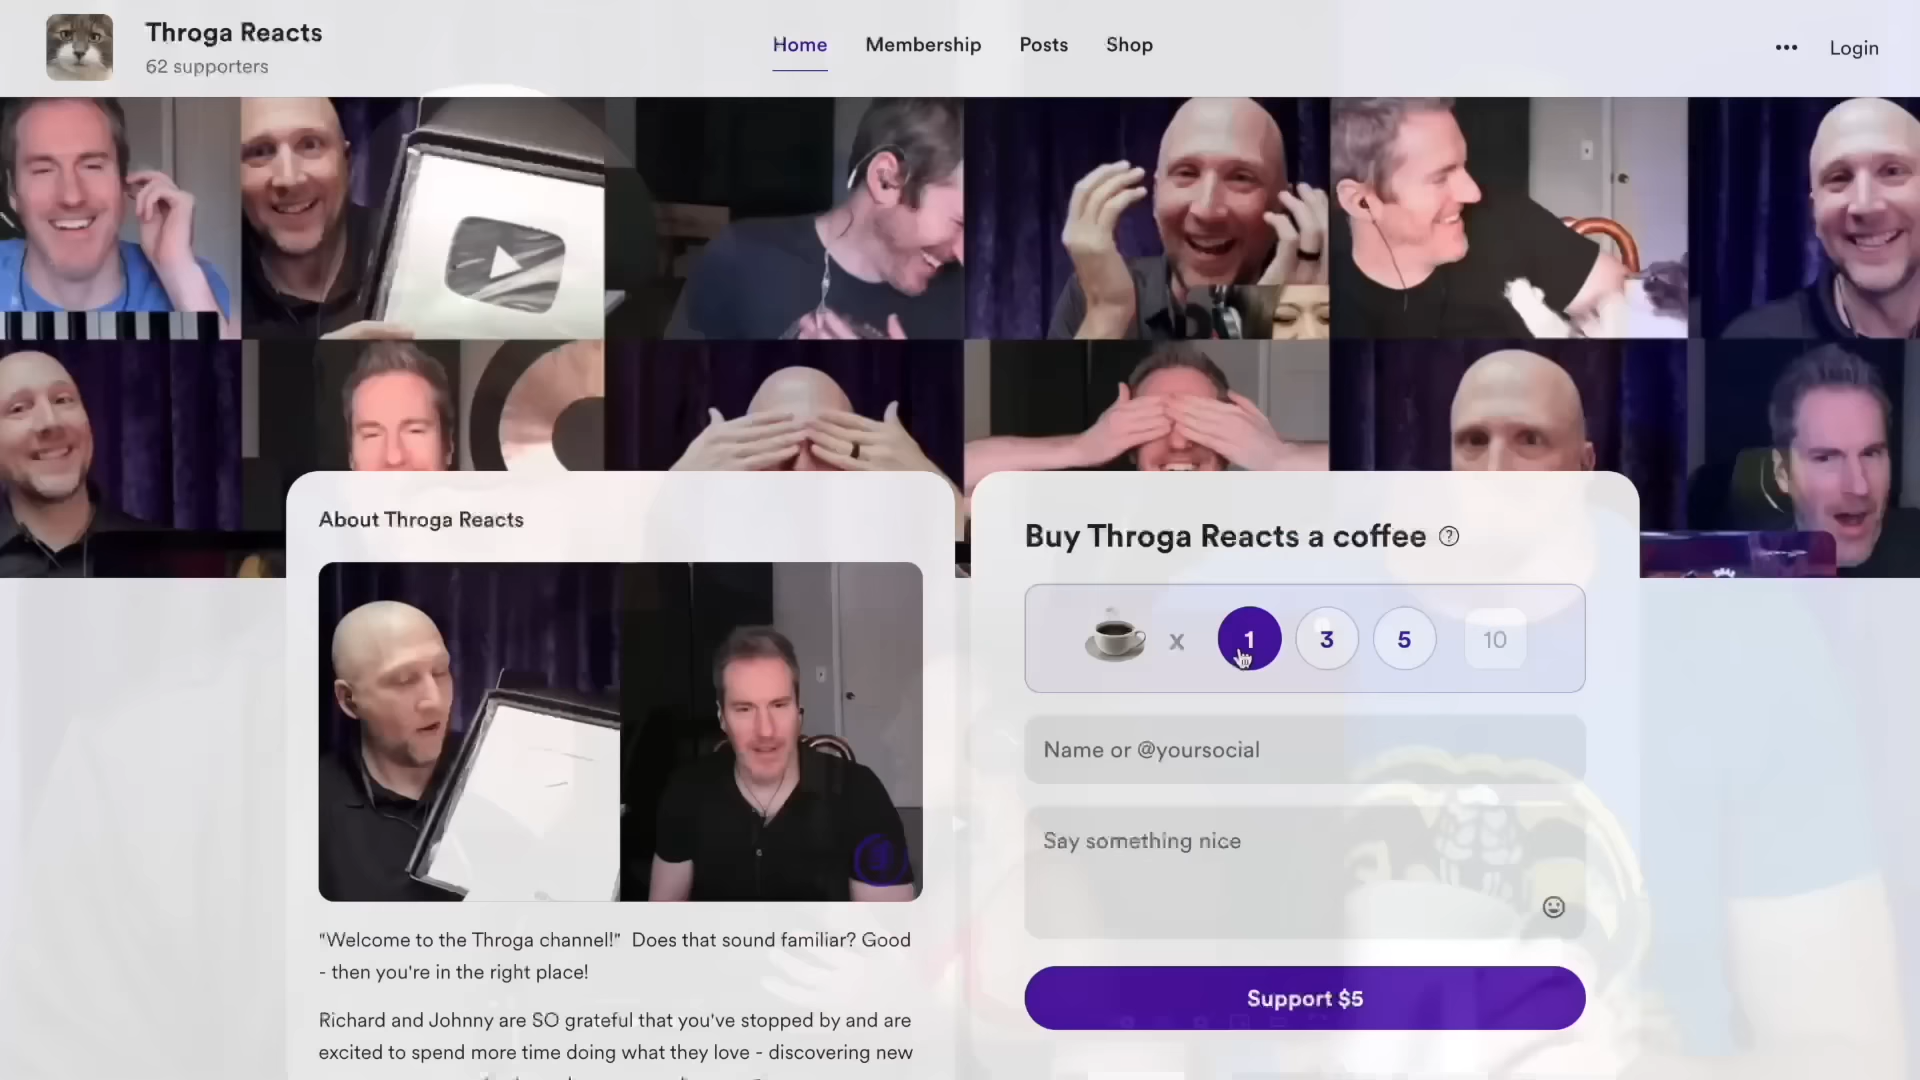 Throga Reacts
62 supporters
Home Membership Posts Shop
Login
About Throga Reacts
"Welcome to the Throga channel!" Does that sound familiar? Good
- then you're in the right place!
Richard and Johnny are SO grateful that you've stopped by and are
excited to spend more time doing what they love - discovering new
Buy Throga Reacts a coffee ?
x 1 3 5 10
Name or @yoursocial
Say something nice
Support $5